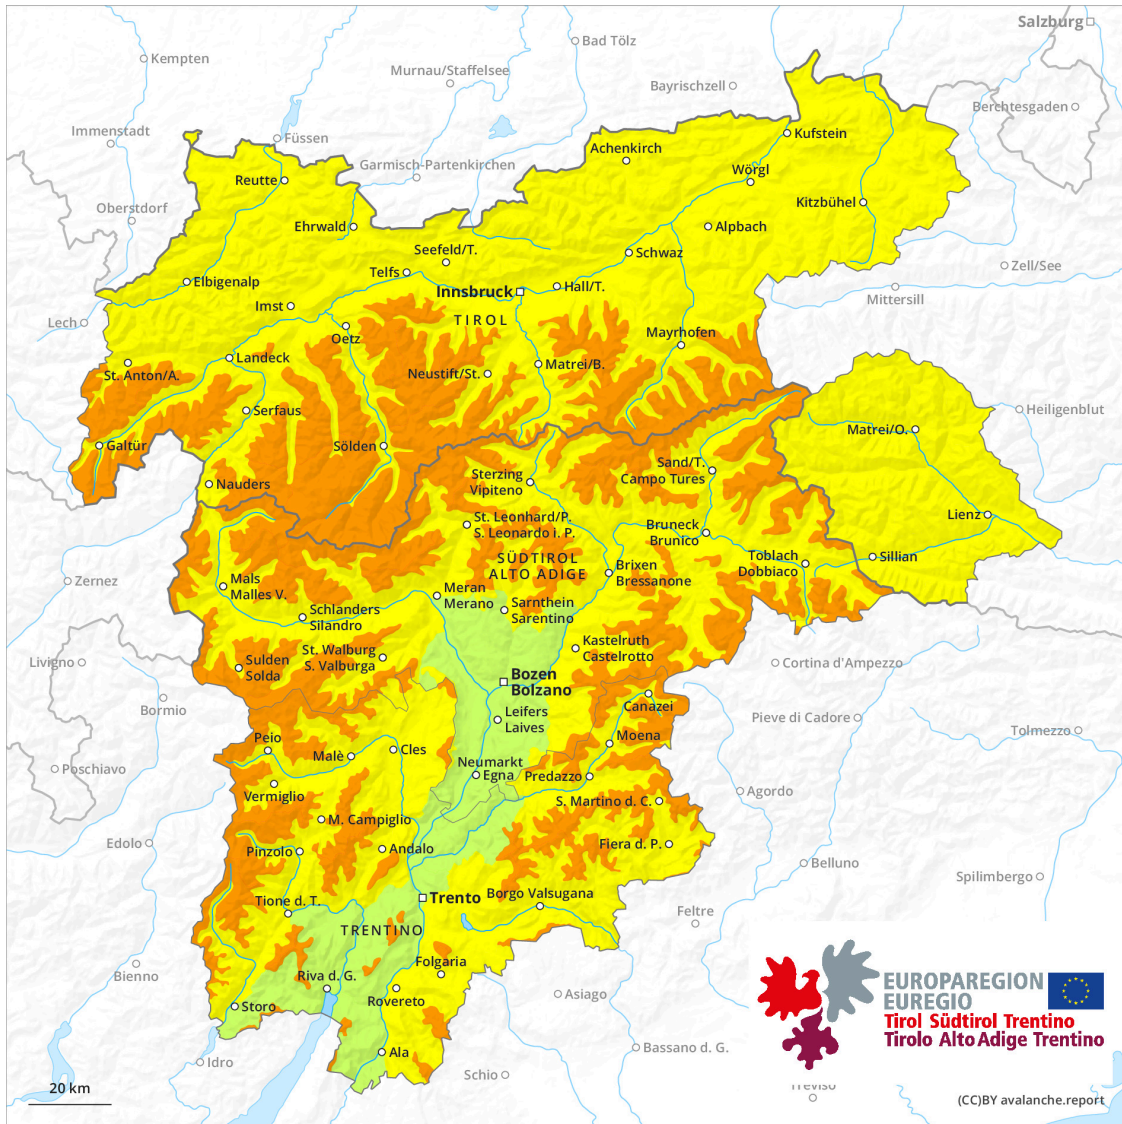 Salzburg
Bad Tölz
Kempten
Murnau/Staffelsee
Bayrischzell
Berchtesgaden
Immenstadt
Füssen
Kufstein
Achenkirch
Garmisch-Partenkirchen
Wörgl
Reutte
Oberstdorf
Kitzbühel
Ehrwald
Alpbach
Seefeld/T.
Schwaz
Zell/See
Telfs
Elbigenalp
Hall/T.
Innsbruck
Mittersill
Imst
TIROL
Lech
Oetz
Mayrhofen
Landeck
Matrei/B.
St. Anton/A.
Neustift/St.
Serfaus
Heiligenblut
Matrei/O.
Galtür
Sölden
Sand/T.
Campo Tures
Sterzing
Vipiteno
Nauders
Lienz
St. Leonhard/P.
S. Leonardo i. P.
Bruneck
Brunico
SÜDTIROL
ALTO ADIGE
Toblach
Dobbiaco
Sillian
Brixen
Bressanone
Zernez
Mals
Malles V.
Meran
Merano
Sarnthein
Sarentino
Schlanders
Silandro
Kastelruth
Castelrotto
St. Walburg
S. Valburga
Livigno
Sulden
Solda
Cortina d'Ampezzo
Bozen
Bolzano
Bormio
Canazei
Leifers
Laives
Pieve di Cadore
Tolmezzo
Peio
Moena
Malè
Cles
Neumarkt
Egna
Predazzo
Poschiavo
Vermiglio
Agordo
S. Martino d. C.
M. Campiglio
Edolo
Pinzolo
Andalo
Fiera d. P.
Belluno
Spilimbergo
Trento
Borgo Valsugana
Tione d. T.
Feltre
TRENTINO
Folgaria
Bienno
Riva d. G.
Rovereto
Asiago
Storo
EUROPAREGION
EUREGIO
Tirol Südtirol Trentino
Tirolo Alto Adige Trentino
Ala
Bassano d. G.
Idro
Schio
Treviso
20 km
(CC)BY avalanche.report